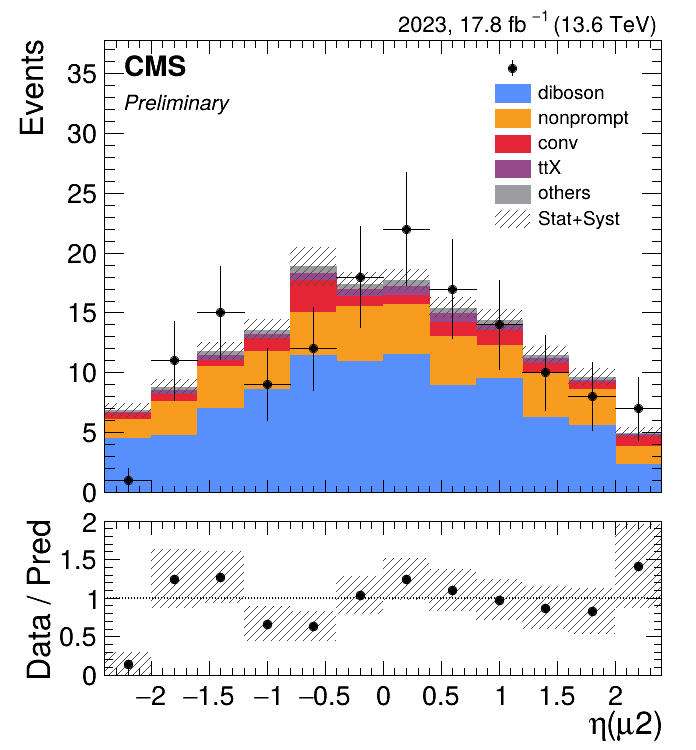 2023, 17.8 fb⁻¹ (13.6 TeV)
CMS
Preliminary
Events
35
30
25
20
15
10
5
0
diboson
nonprompt
conv
ttX
others
Stat+Syst
Data / Pred
2
1.5
1
0.5
0
−2 −1.5 −1 −0.5 0 0.5 1 1.5 2
η(μ2)